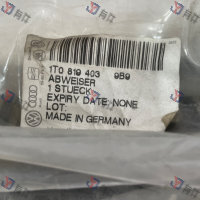 1T0 819 403 9B9
ABWEISER
1 STUECK
EXPIRY DATE: NONE
LOT:
MADE IN GERMANY